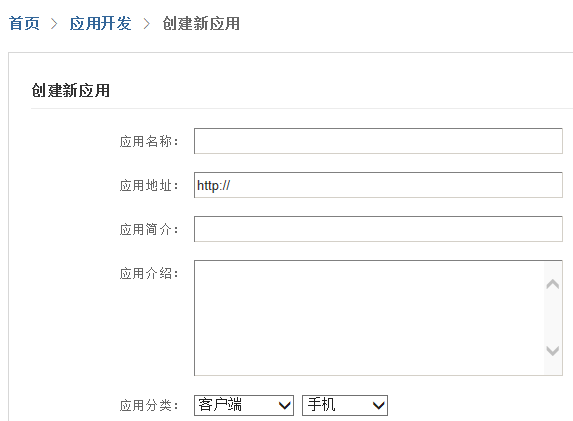 首页 > 应用开发 > 创建新应用
创建新应用
应用名称：
应用地址： http://
应用简介：
应用介绍：
应用分类： 客户端 手机